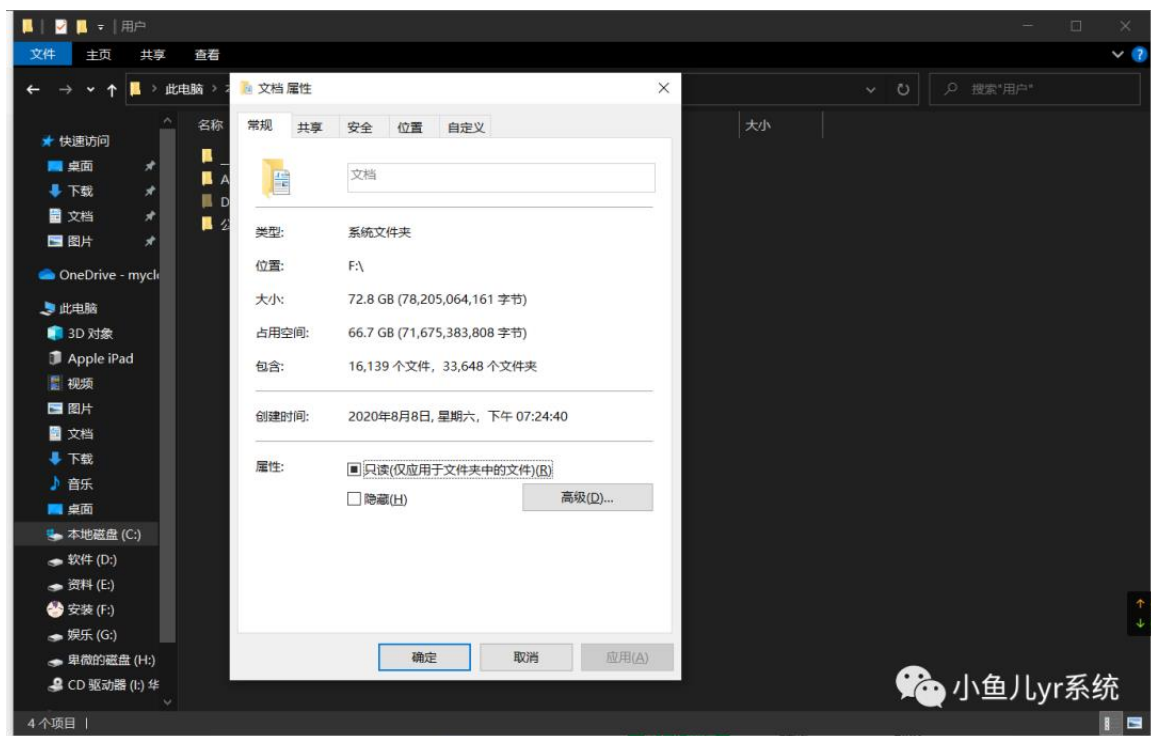 用户
文件 主页 共享 查看
此电脑
搜索"用户"
快速访问
桌面
下载
文档
图片
OneDrive - mycl
此电脑
3D 对象
Apple iPad
视频
图片
文档
下载
音乐
桌面
本地磁盘 (C:)
软件 (D:)
资料 (E:)
安装 (F:)
娱乐 (G:)
卑微的磁盘 (H:)
CD 驱动器 (I:) 华
名称
大小
A
D
文档 属性
常规 共享 安全 位置 自定义
文档
类型: 系统文件夹
位置: F:\
大小: 72.8 GB (78,205,064,161 字节)
占用空间: 66.7 GB (71,675,383,808 字节)
包含: 16,139 个文件，33,648 个文件夹
创建时间: 2020年8月8日, 星期六，下午 07:24:40
属性: 只读(仅应用于文件夹中的文件)(R)
隐藏(H)
高级(D)...
确定 取消 应用(A)
小鱼儿yr系统
4 个项目